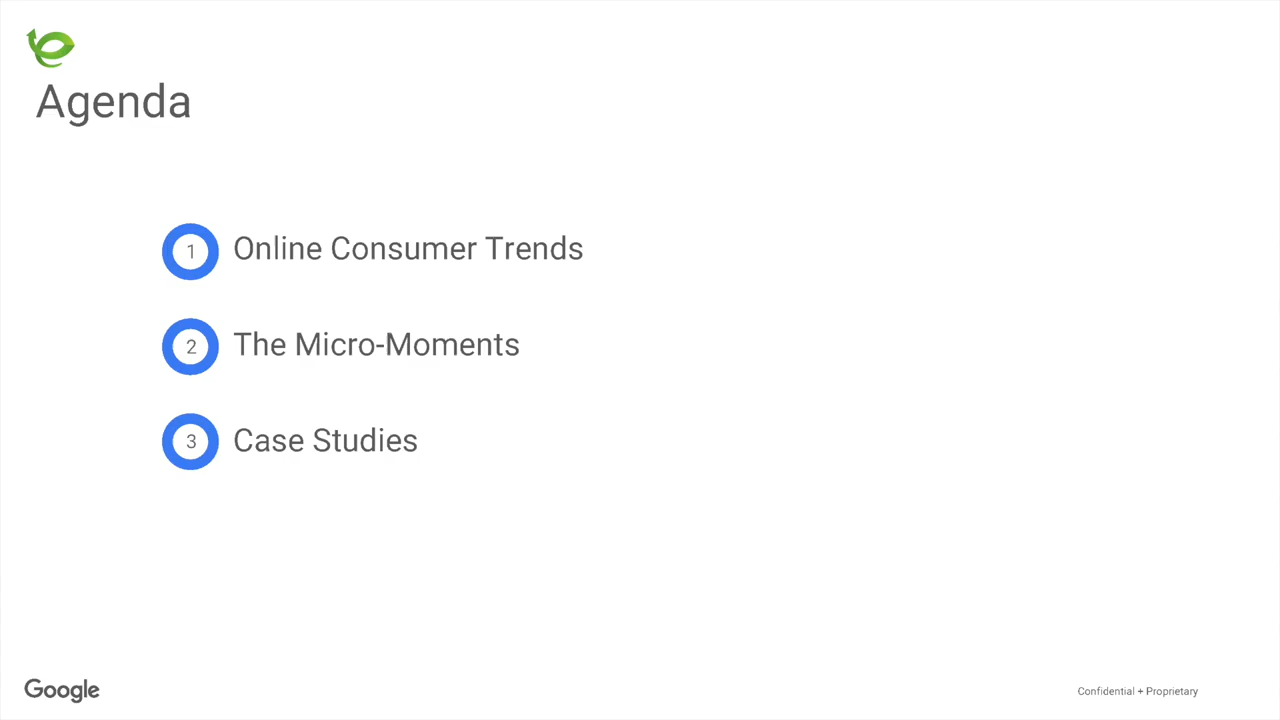 Agenda
1 Online Consumer Trends
2 The Micro-Moments
3 Case Studies
Google
Confidential + Proprietary